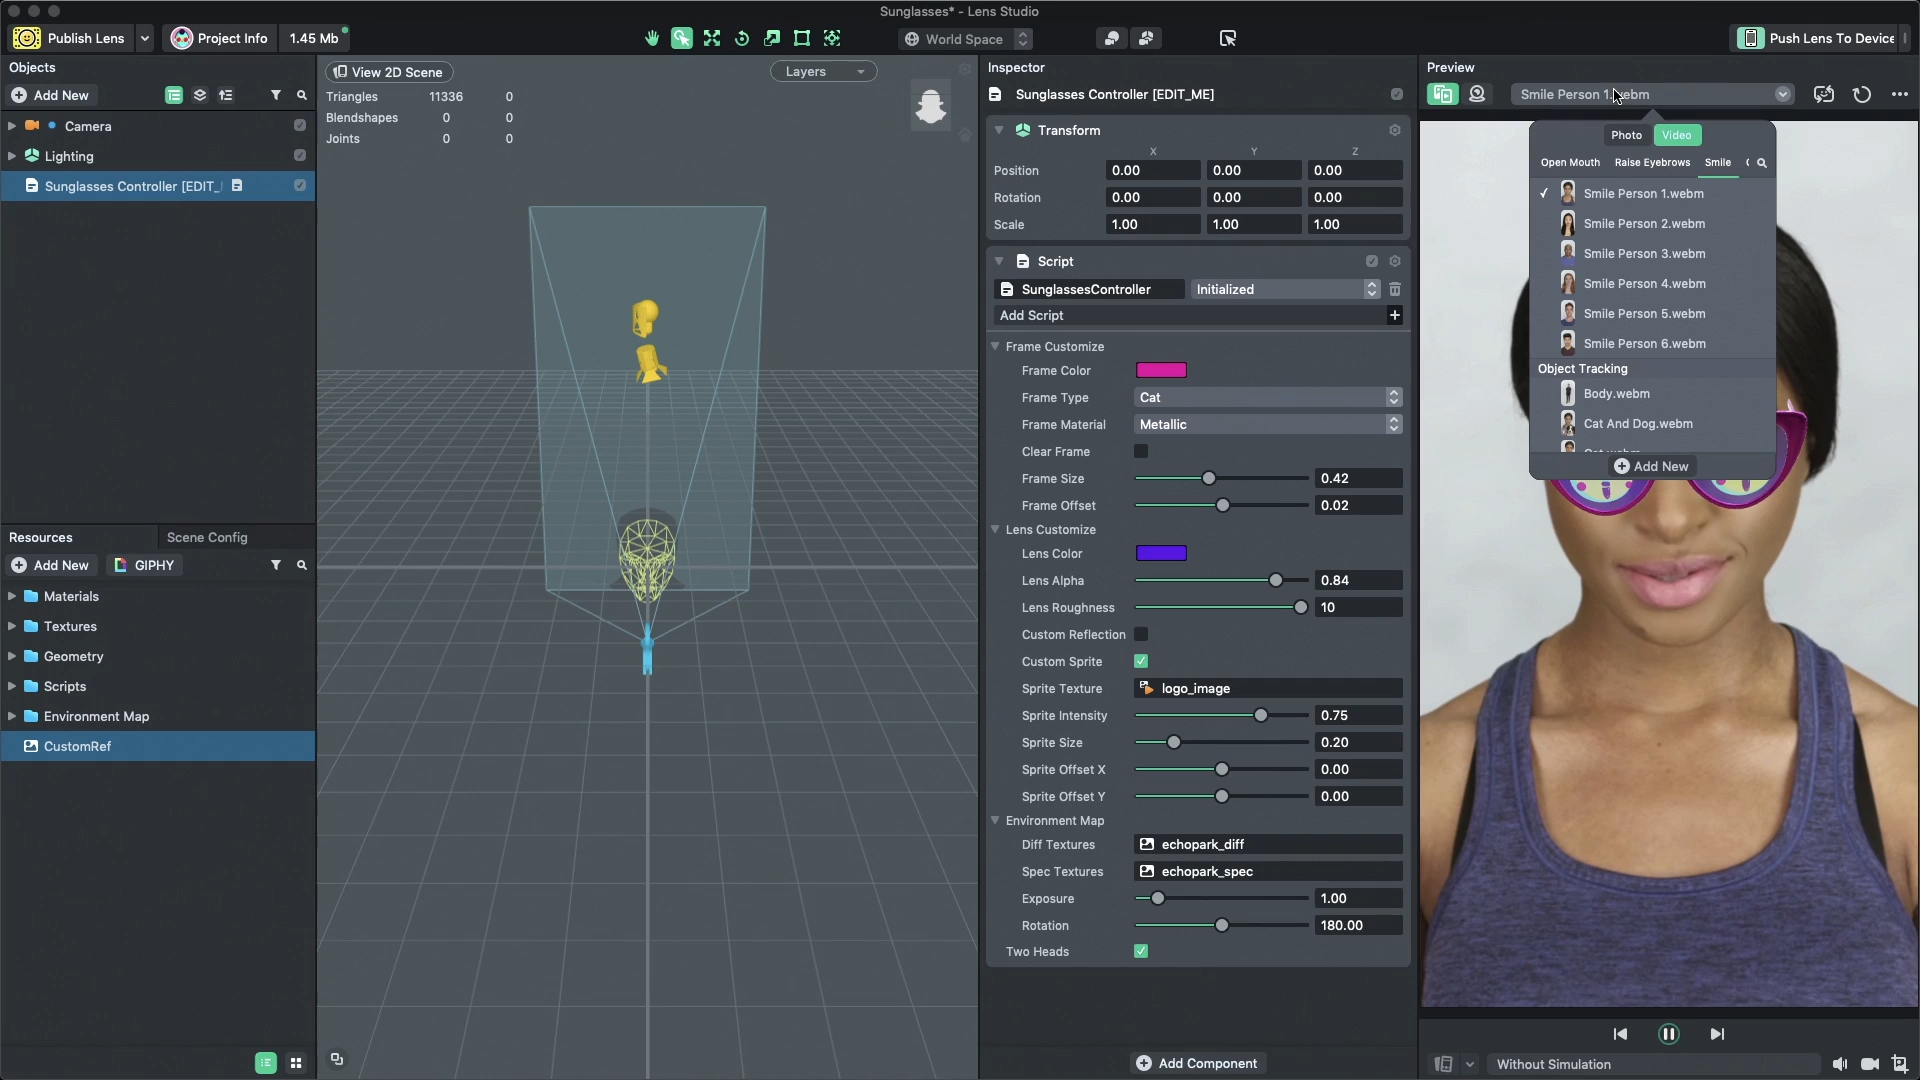 Sunglasses* - Lens Studio
Publish Lens
Project Info
1.45 Mb
World Space
Push Lens To Device
Objects
Add New
Camera
Lighting
Sunglasses Controller [EDIT_
Resources
Scene Config
Add New
GIPHY
Materials
Textures
Geometry
Scripts
Environment Map
CustomRef
View 2D Scene
Layers
Triangles 11336 0
Blendshapes 0 0
Joints 0 0
Inspector
Sunglasses Controller [EDIT_ME]
Transform
X Y Z
Position 0.00 0.00 0.00
Rotation 0.00 0.00 0.00
Scale 1.00 1.00 1.00
Script
SunglassesController Initialized
Add Script
Frame Customize
Frame Color
Frame Type Cat
Frame Material Metallic
Clear Frame
Frame Size 0.42
Frame Offset 0.02
Lens Customize
Lens Color
Lens Alpha 0.84
Lens Roughness 10
Custom Reflection
Custom Sprite
Sprite Texture logo_image
Sprite Intensity 0.75
Sprite Size 0.20
Sprite Offset X 0.00
Sprite Offset Y 0.00
Environment Map
Diff Textures echopark_diff
Spec Textures echopark_spec
Exposure 1.00
Rotation 180.00
Two Heads
Add Component
Preview
Smile Person 1.webm
Photo Video
Open Mouth Raise Eyebrows Smile
Smile Person 1.webm
Smile Person 2.webm
Smile Person 3.webm
Smile Person 4.webm
Smile Person 5.webm
Smile Person 6.webm
Object Tracking
Body.webm
Cat And Dog.webm
Add New
Without Simulation